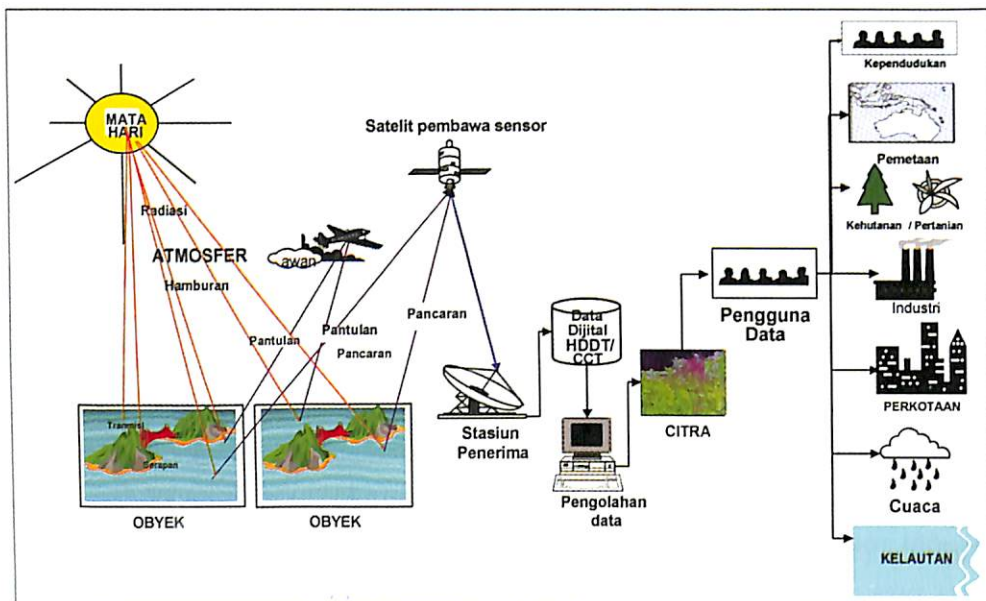 MATA
HARI
Radiasi
ATMOSFER
Hamburan
awan
Satelit pembawa sensor
Pantulan
Pantulan
Pancaran
Pancaran
Tranmisi
Serapan
OBYEK
OBYEK
Stasiun
Penerima
Data
Dijital
HDDT/
CCT
Pengolahan
data
CITRA
Pengguna
Data
Kependudukan
Pemetaan
Kehutanan / Pertanian
Industri
PERKOTAAN
Cuaca
KELAUTAN